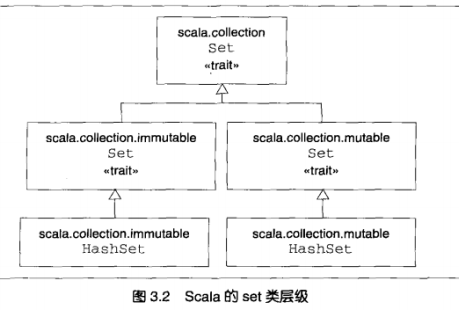 scala.collection
Set
«trait»
scala.collection.immutable
Set
«trait»
scala.collection.mutable
Set
«trait»
scala.collection.immutable
HashSet
scala.collection.mutable
HashSet
图 3.2 Scala 的 set 类层级